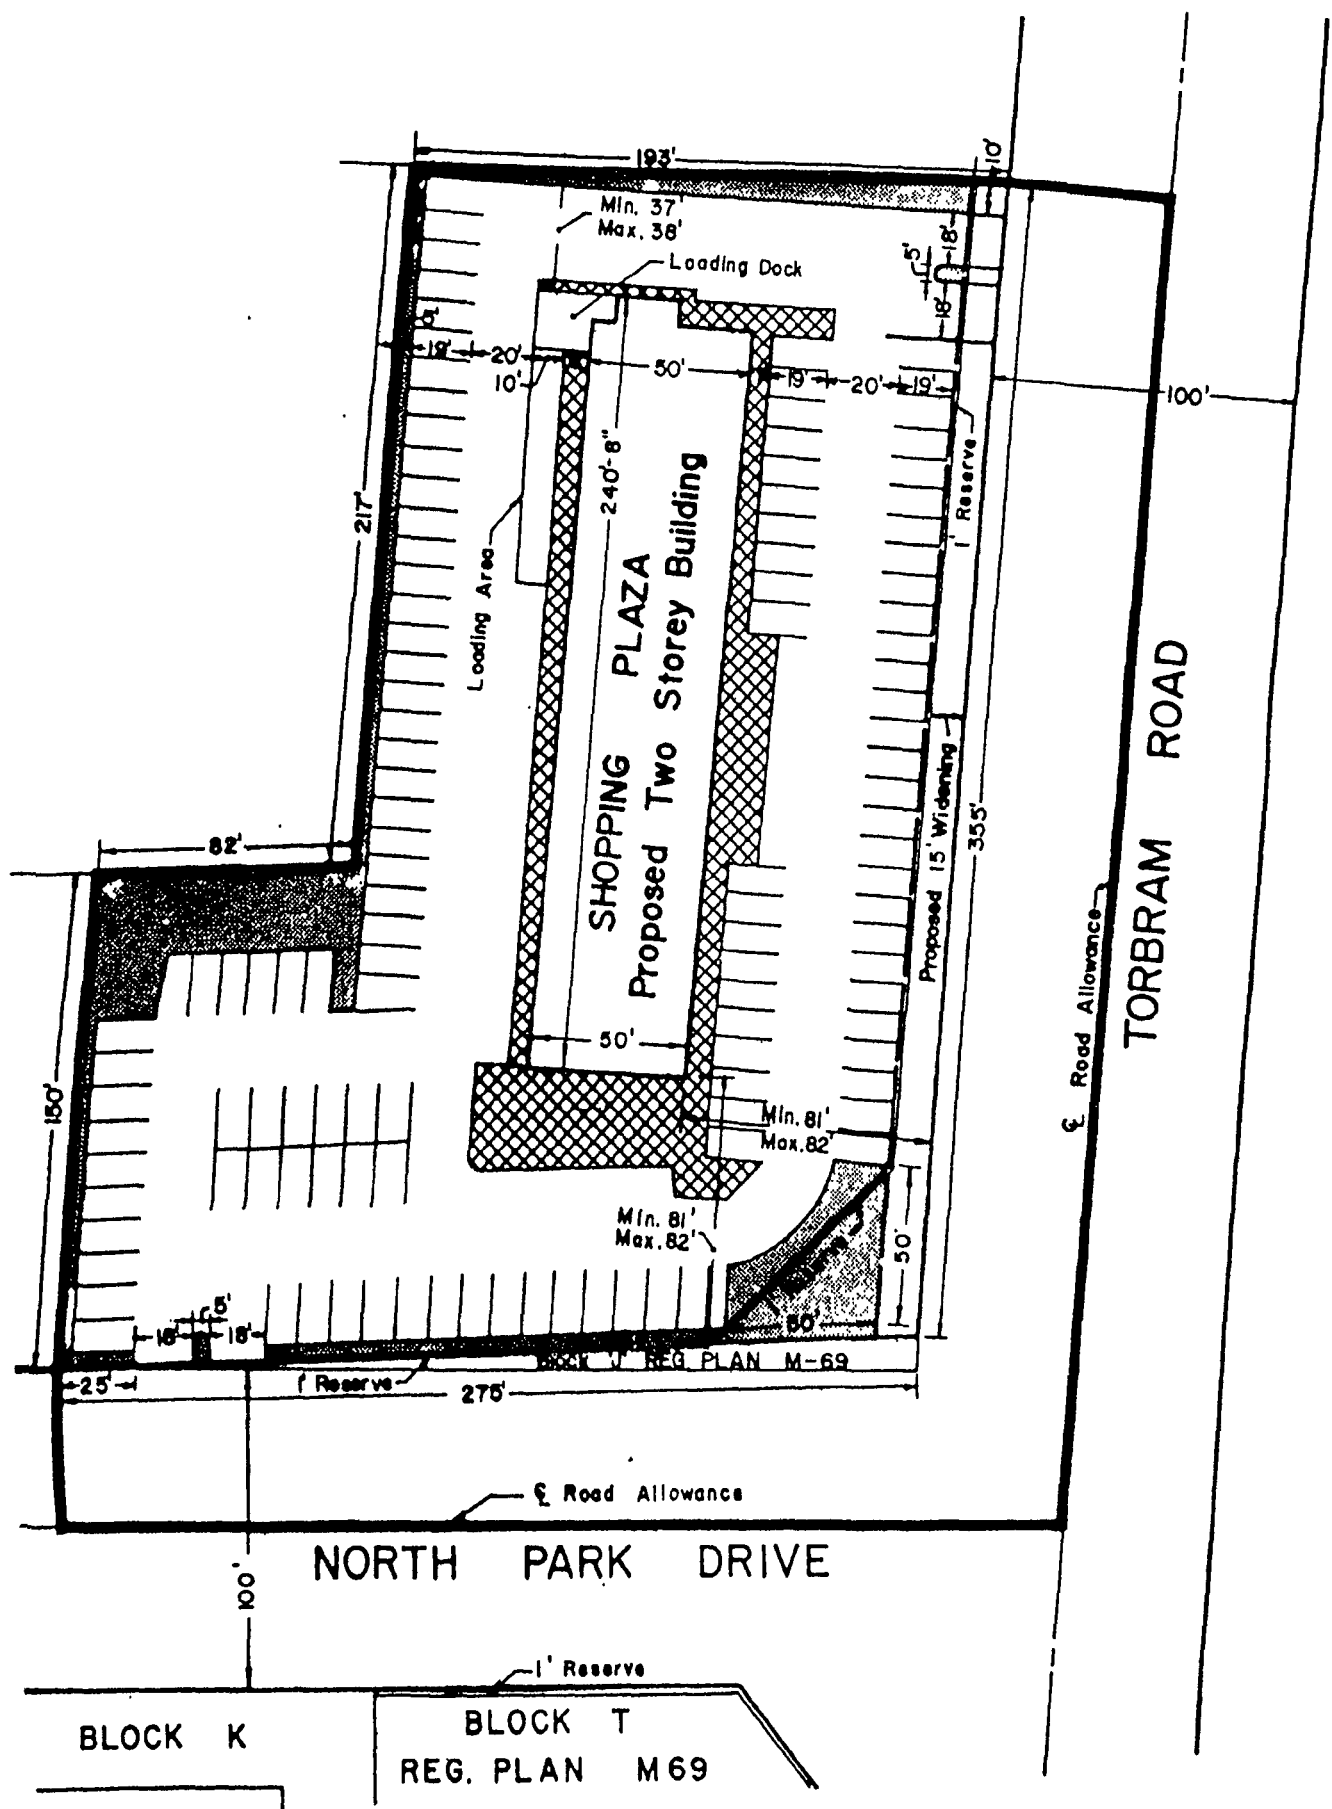 193'
10'
Min. 37'
Max. 38'
Loading Dock
5'
18'
18'
19'
20'
10'
50'
19'
20'
19'
100'
1' Reserve
217'
240'-8"
Loading Area
SHOPPING PLAZA
Proposed Two Storey Building
Proposed 15' Widening
355'
TORBRAM ROAD
℄ Road Allowance
82'
150'
50'
Min. 81'
Max. 82'
Min. 81'
Max. 82'
50'
50'
5'
18'
18'
25'
1' Reserve
Block 'J' REG. PLAN M-69
275'
℄ Road Allowance
NORTH PARK DRIVE
100'
1' Reserve
BLOCK K
BLOCK T
REG. PLAN M69